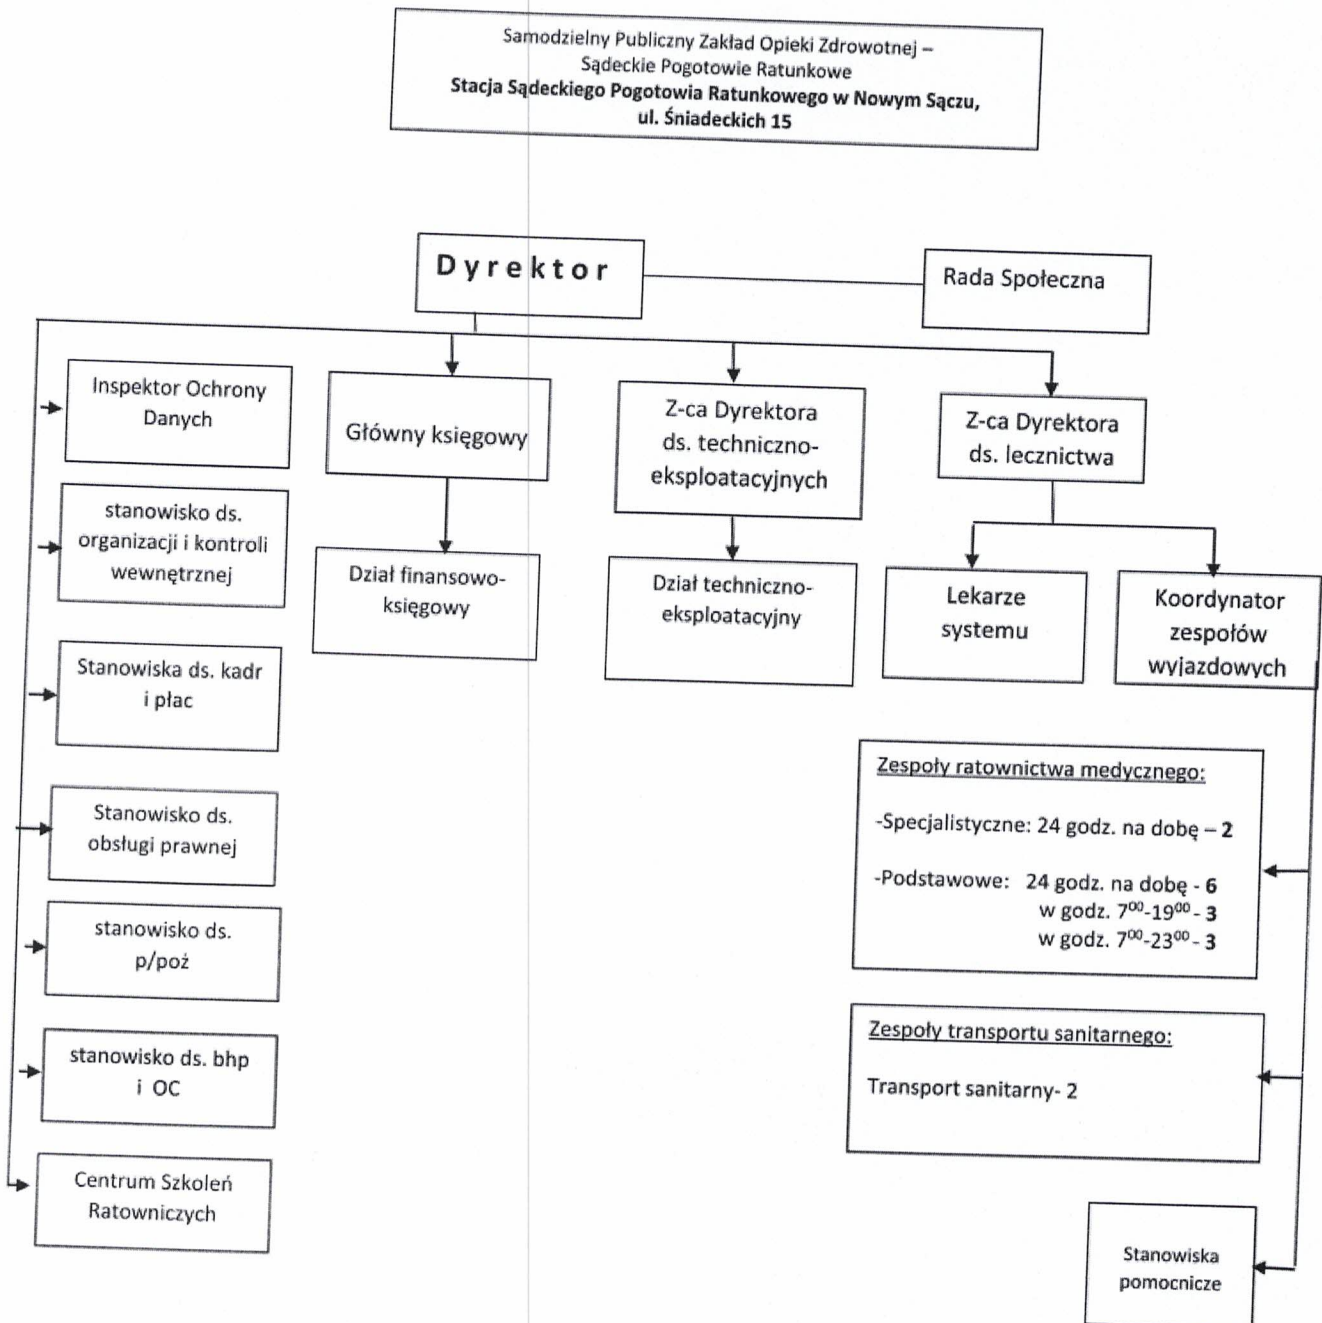 Samodzielny Publiczny Zakład Opieki Zdrowotnej –
Sądeckie Pogotowie Ratunkowe
Stacja Sądeckiego Pogotowia Ratunkowego w Nowym Sączu,
ul. Śniadeckich 15
Dyrektor
Rada Społeczna
Inspektor Ochrony
Danych
stanowisko ds.
organizacji i kontroli
wewnętrznej
Stanowiska ds. kadr
i płac
Stanowisko ds.
obsługi prawnej
stanowisko ds.
p/poż
stanowisko ds. bhp
i OC
Centrum Szkoleń
Ratowniczych
Główny księgowy
Dział finansowo-
księgowy
Z-ca Dyrektora
ds. techniczno-
eksploatacyjnych
Dział techniczno-
eksploatacyjny
Z-ca Dyrektora
ds. lecznictwa
Lekarze
systemu
Koordynator
zespołów
wyjazdowych
Zespoły ratownictwa medycznego:
-Specjalistyczne: 24 godz. na dobę – 2
-Podstawowe: 24 godz. na dobę - 6
w godz. 7⁰⁰-19⁰⁰ - 3
w godz. 7⁰⁰-23⁰⁰ - 3
Zespoły transportu sanitarnego:
Transport sanitarny- 2
Stanowiska
pomocnicze